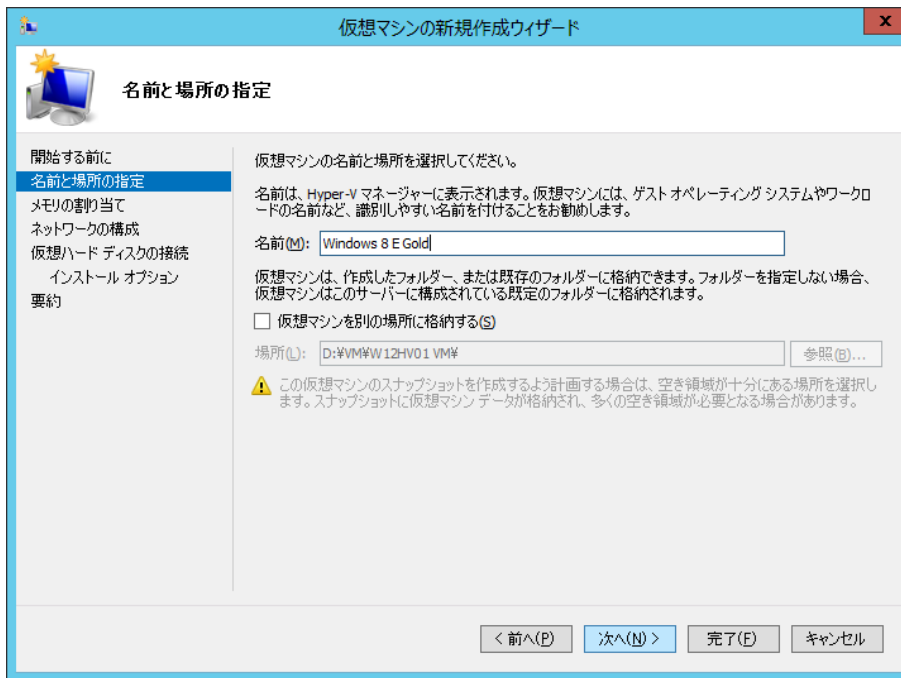 仮想マシンの新規作成ウィザード
x
名前と場所の指定
開始する前に
名前と場所の指定
メモリの割り当て
ネットワークの構成
仮想ハード ディスクの接続
インストール オプション
要約
仮想マシンの名前と場所を選択してください。
名前は、Hyper-V マネージャーに表示されます。仮想マシンには、ゲスト オペレーティング システムやワークロ
ードの名前など、識別しやすい名前を付けることをお勧めします。
名前(M): Windows 8 E Gold
仮想マシンは、作成したフォルダー、または既存のフォルダーに格納できます。フォルダーを指定しない場合、
仮想マシンはこのサーバーに構成されている既定のフォルダーに格納されます。
仮想マシンを別の場所に格納する(S)
場所(L): D:¥VM¥W12HV01 VM¥ 参照(B)...
この仮想マシンのスナップショットを作成するよう計画する場合は、空き領域が十分にある場所を選択し
ます。スナップショットに仮想マシン データが格納され、多くの空き領域が必要となる場合があります。
< 前へ(P) 次へ(N) > 完了(F) キャンセル